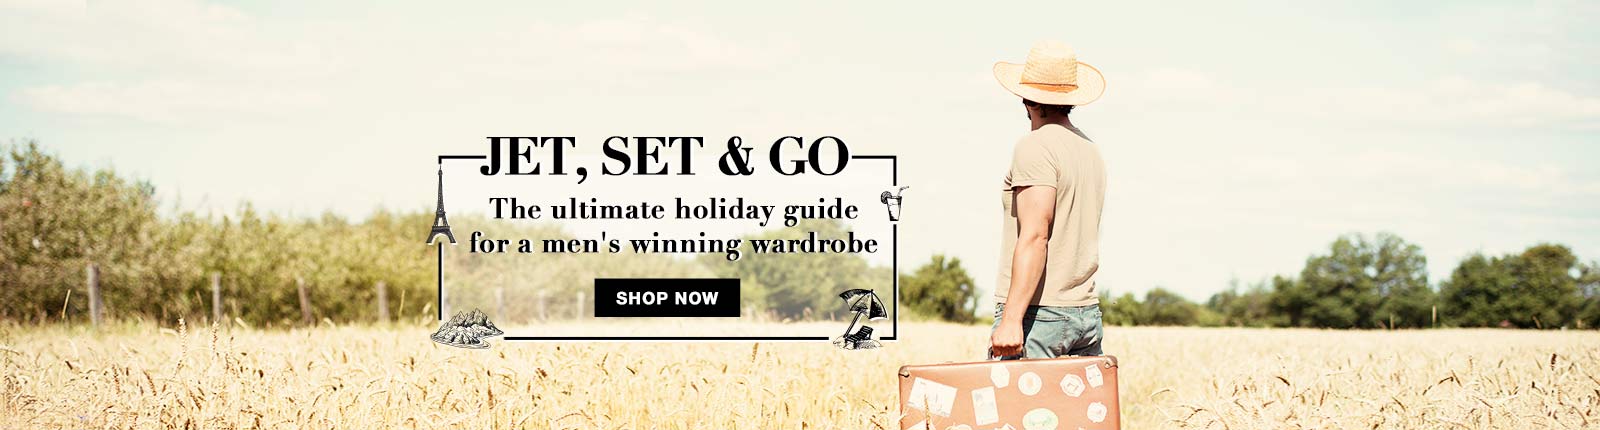 JET, SET & GO
The ultimate holiday guide
for a men's winning wardrobe
SHOP NOW